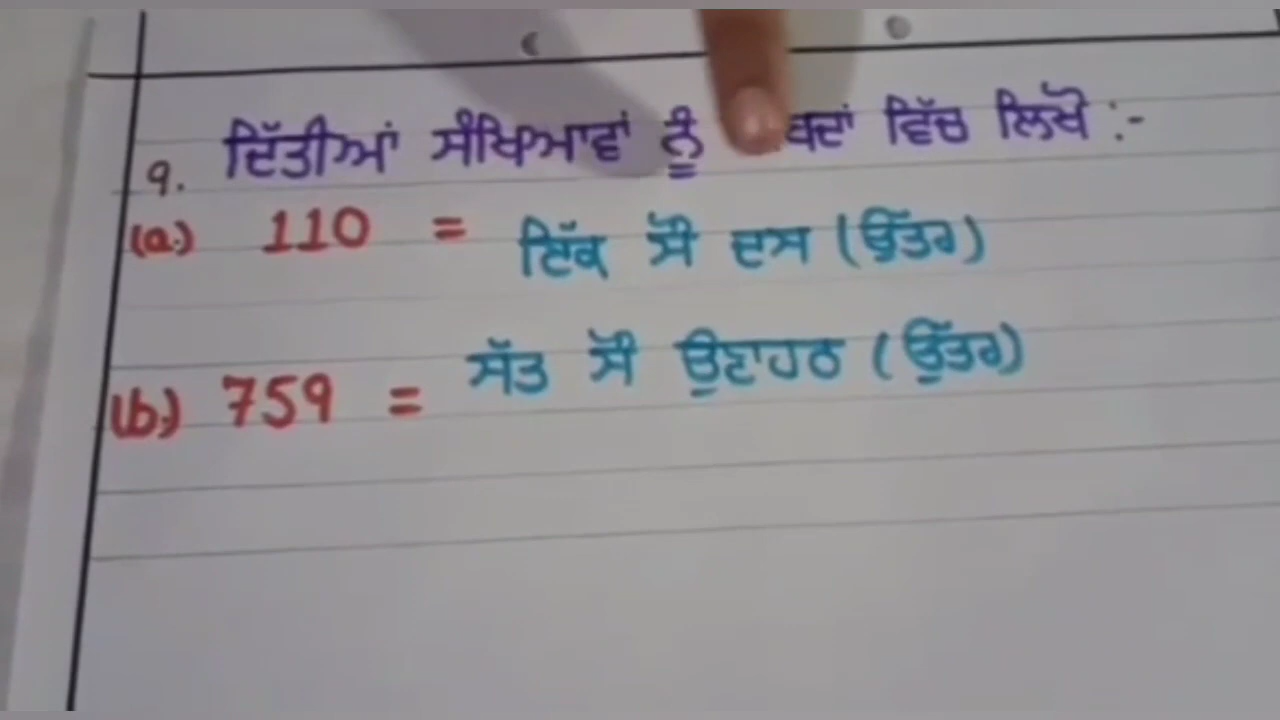 9. ਦਿੱਤੀਆਂ ਸੰਖਿਆਵਾਂ ਨੂੰ ਵਿੱਚ ਲਿਖੋ :-
(a.) 110 = ਇੱਕ ਸੌ ਦਸ (ਉੱਤਰ)
(b.) 759 = ਸੱਤ ਸੌ ਉਣਾਹਠ (ਉੱਤਰ)